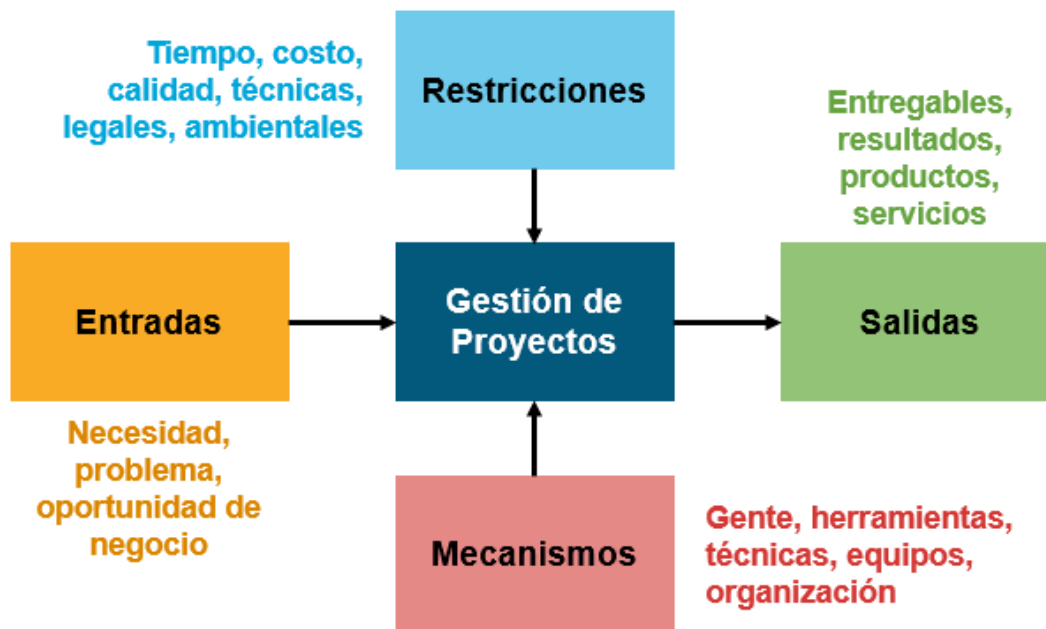 Tiempo, costo,
calidad, técnicas,
legales, ambientales
Restricciones
Entregables,
resultados,
productos,
servicios
Entradas
Gestión de
Proyectos
Salidas
Necesidad,
problema,
oportunidad de
negocio
Mecanismos
Gente, herramientas,
técnicas, equipos,
organización